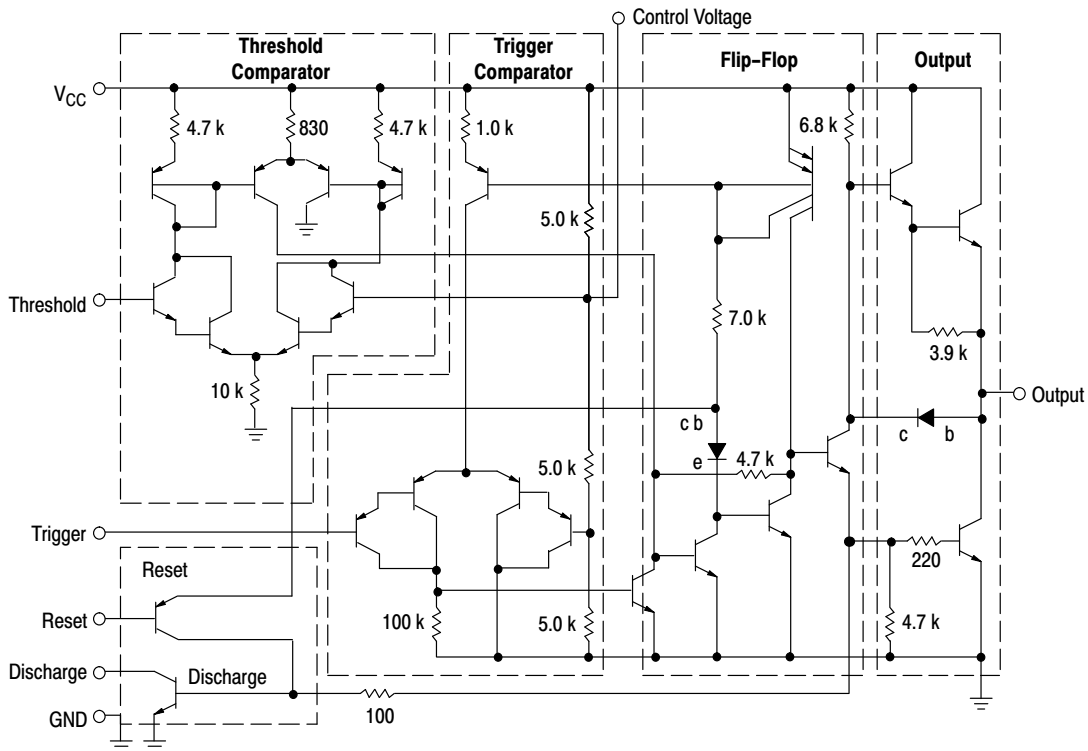 Control Voltage
Threshold
Comparator
Trigger
Comparator
Flip–Flop
Output
VCC
4.7 k
830
4.7 k
1.0 k
6.8 k
5.0 k
Threshold
7.0 k
3.9 k
10 k
Output
c b
c
b
e
4.7 k
5.0 k
Trigger
220
Reset
Reset
100 k
5.0 k
4.7 k
Discharge
Discharge
100
GND